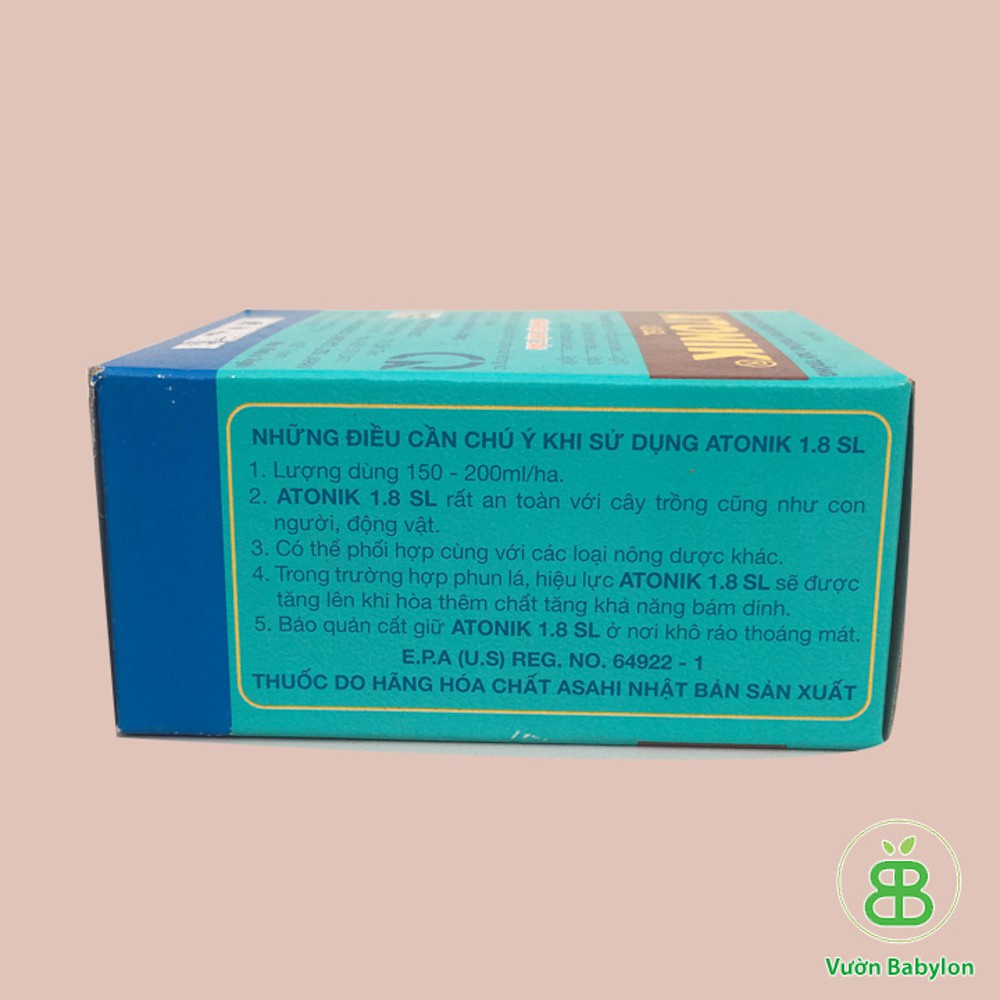 ATONIK®
NHỮNG ĐIỀU CẦN CHÚ Ý KHI SỬ DỤNG ATONIK 1.8 SL
1. Lượng dùng 150 - 200ml/ha.
2. ATONIK 1.8 SL rất an toàn với cây trồng cũng như con
người, động vật.
3. Có thể phối hợp cùng với các loại nông dược khác.
4. Trong trường hợp phun lá, hiệu lực ATONIK 1.8 SL sẽ được
tăng lên khi hòa thêm chất tăng khả năng bám dính.
5. Bảo quản cất giữ ATONIK 1.8 SL ở nơi khô ráo thoáng mát.
E.P.A (U.S) REG. NO. 64922 - 1
THUỐC DO HÃNG HÓA CHẤT ASAHI NHẬT BẢN SẢN XUẤT
Vườn Babylon